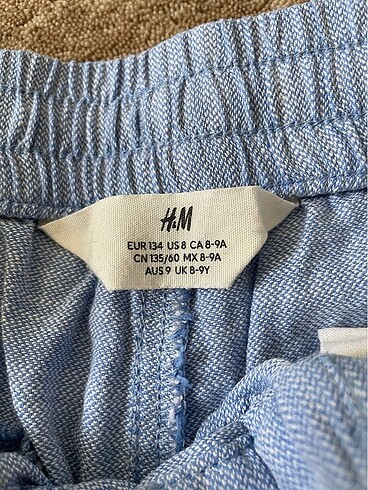 H&M
EUR 134 US 8 CA 8-9A
CN 135/60 MX 8-9A
AUS 9 UK 8-9Y